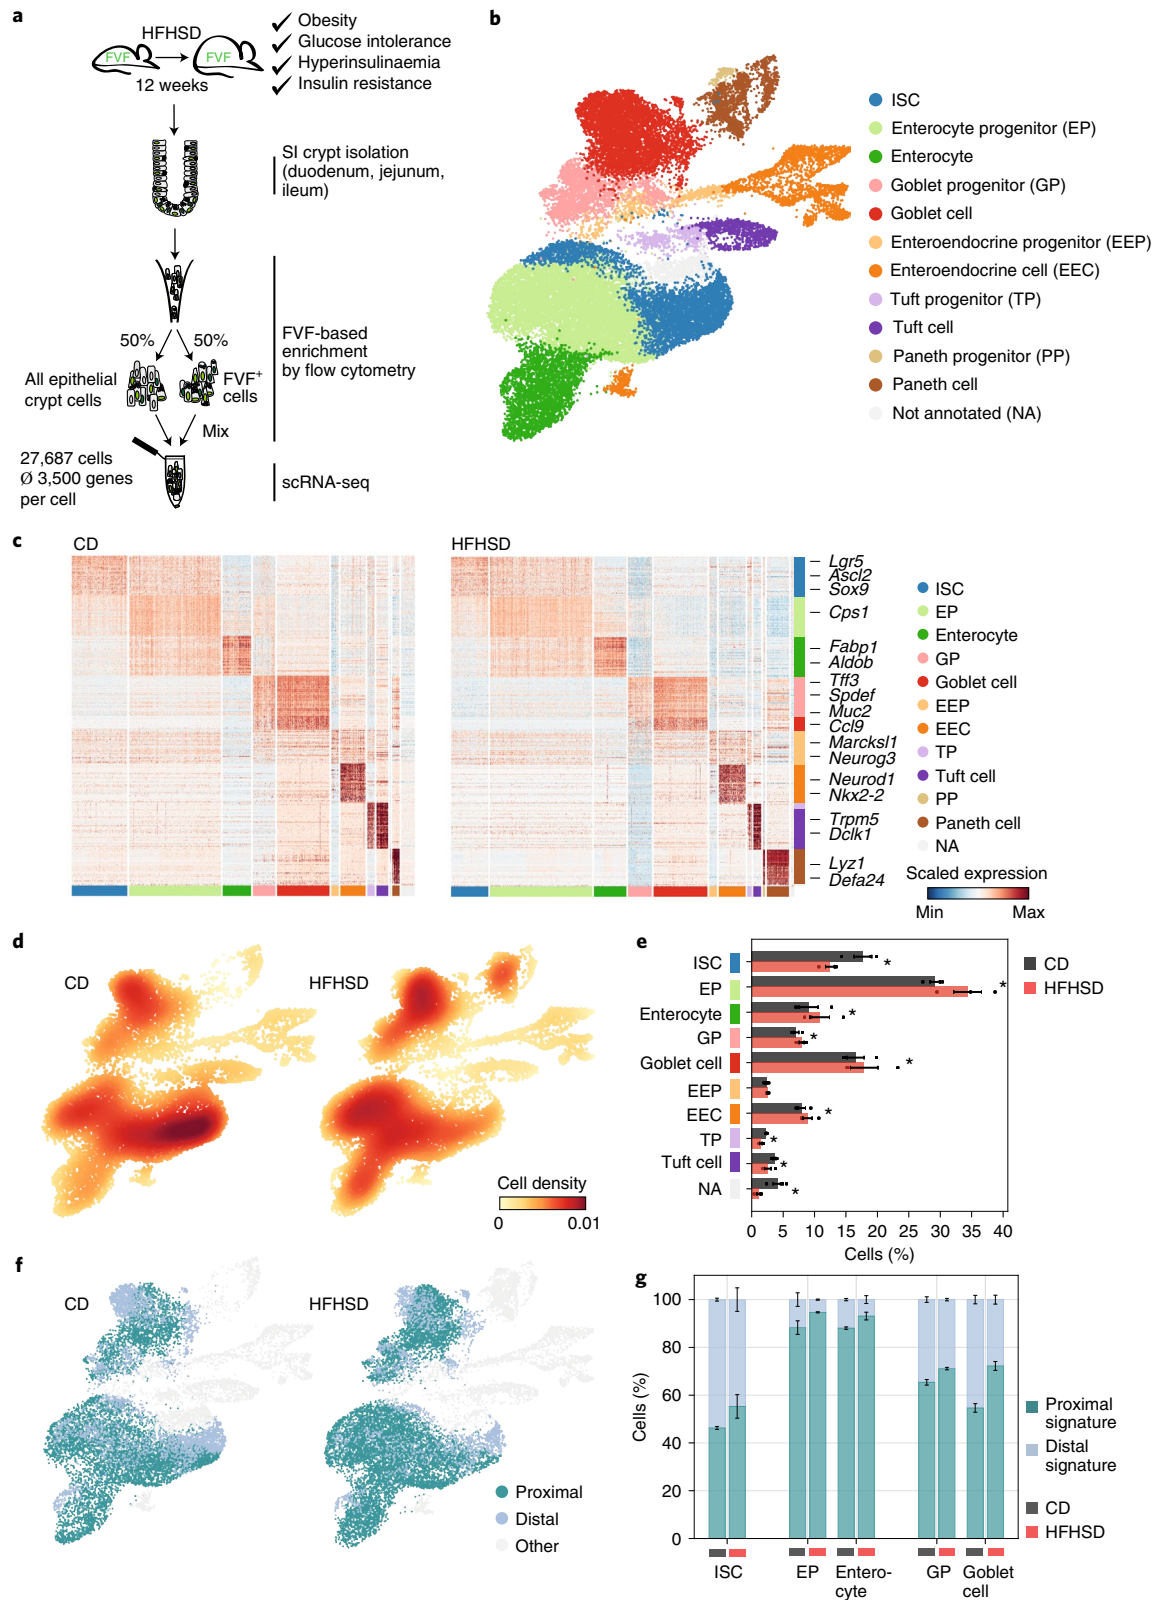 a
HFHSD
FVF
FVF
12 weeks
Obesity
Glucose intolerance
Hyperinsulinaemia
Insulin resistance
SI crypt isolation
(duodenum, jejunum,
ileum)
50%
50%
All epithelial
crypt cells
FVF+
cells
Mix
FVF-based
enrichment
by flow cytometry
27,687 cells
Ø 3,500 genes
per cell
scRNA-seq
b
ISC
Enterocyte progenitor (EP)
Enterocyte
Goblet progenitor (GP)
Goblet cell
Enteroendocrine progenitor (EEP)
Enteroendocrine cell (EEC)
Tuft progenitor (TP)
Tuft cell
Paneth progenitor (PP)
Paneth cell
Not annotated (NA)
c
CD
HFHSD
Lgr5
Ascl2
Sox9
Cps1
Fabp1
Aldob
Tff3
Spdef
Muc2
Ccl9
Marcksl1
Neurog3
Neurod1
Nkx2-2
Trpm5
Dclk1
Lyz1
Defa24
ISC
EP
Enterocyte
GP
Goblet cell
EEP
EEC
TP
Tuft cell
PP
Paneth cell
NA
Scaled expression
Min Max
d
CD
HFHSD
Cell density
0 0.01
e
ISC
EP
Enterocyte
GP
Goblet cell
EEP
EEC
TP
Tuft cell
NA
*
*
*
*
*
*
*
*
*
0 5 10 15 20 25 30 35 40
Cells (%)
CD
HFHSD
f
CD
HFHSD
Proximal
Distal
Other
g
Cells (%)
100
80
60
40
20
0
ISC
EP
Entero-
cyte
GP
Goblet
cell
Proximal
signature
Distal
signature
CD
HFHSD